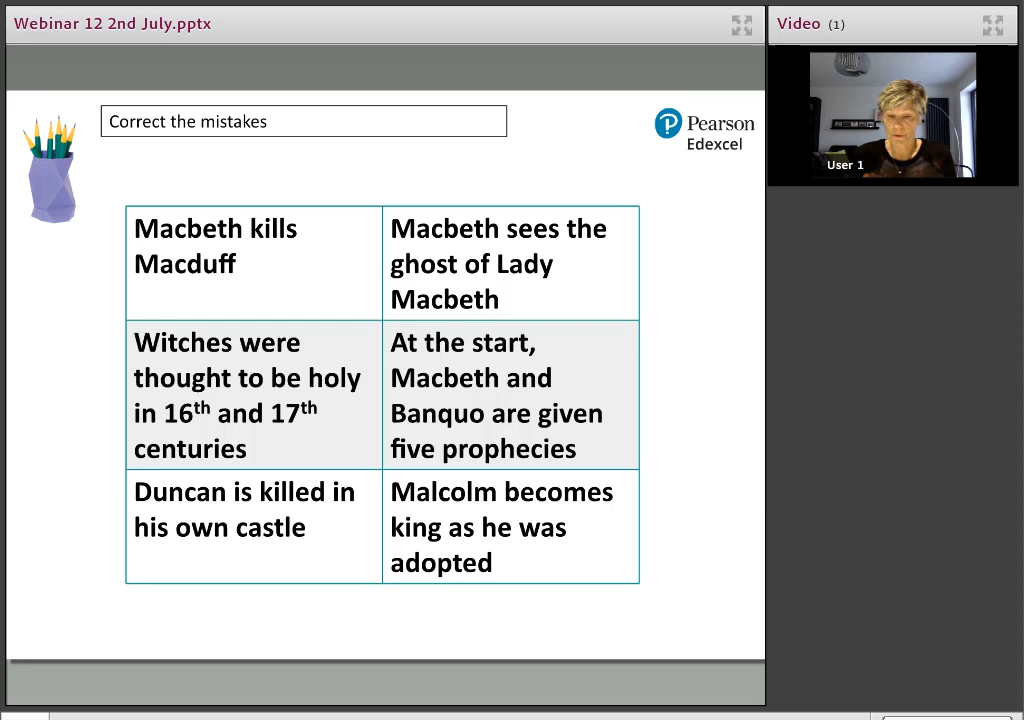 Webinar 12 2nd July.pptx
Video (1)
Correct the mistakes
Pearson
Edexcel
User 1
Macbeth kills
Macduff
Macbeth sees the
ghost of Lady
Macbeth
Witches were
thought to be holy
in 16th and 17th
centuries
At the start,
Macbeth and
Banquo are given
five prophecies
Duncan is killed in
his own castle
Malcolm becomes
king as he was
adopted